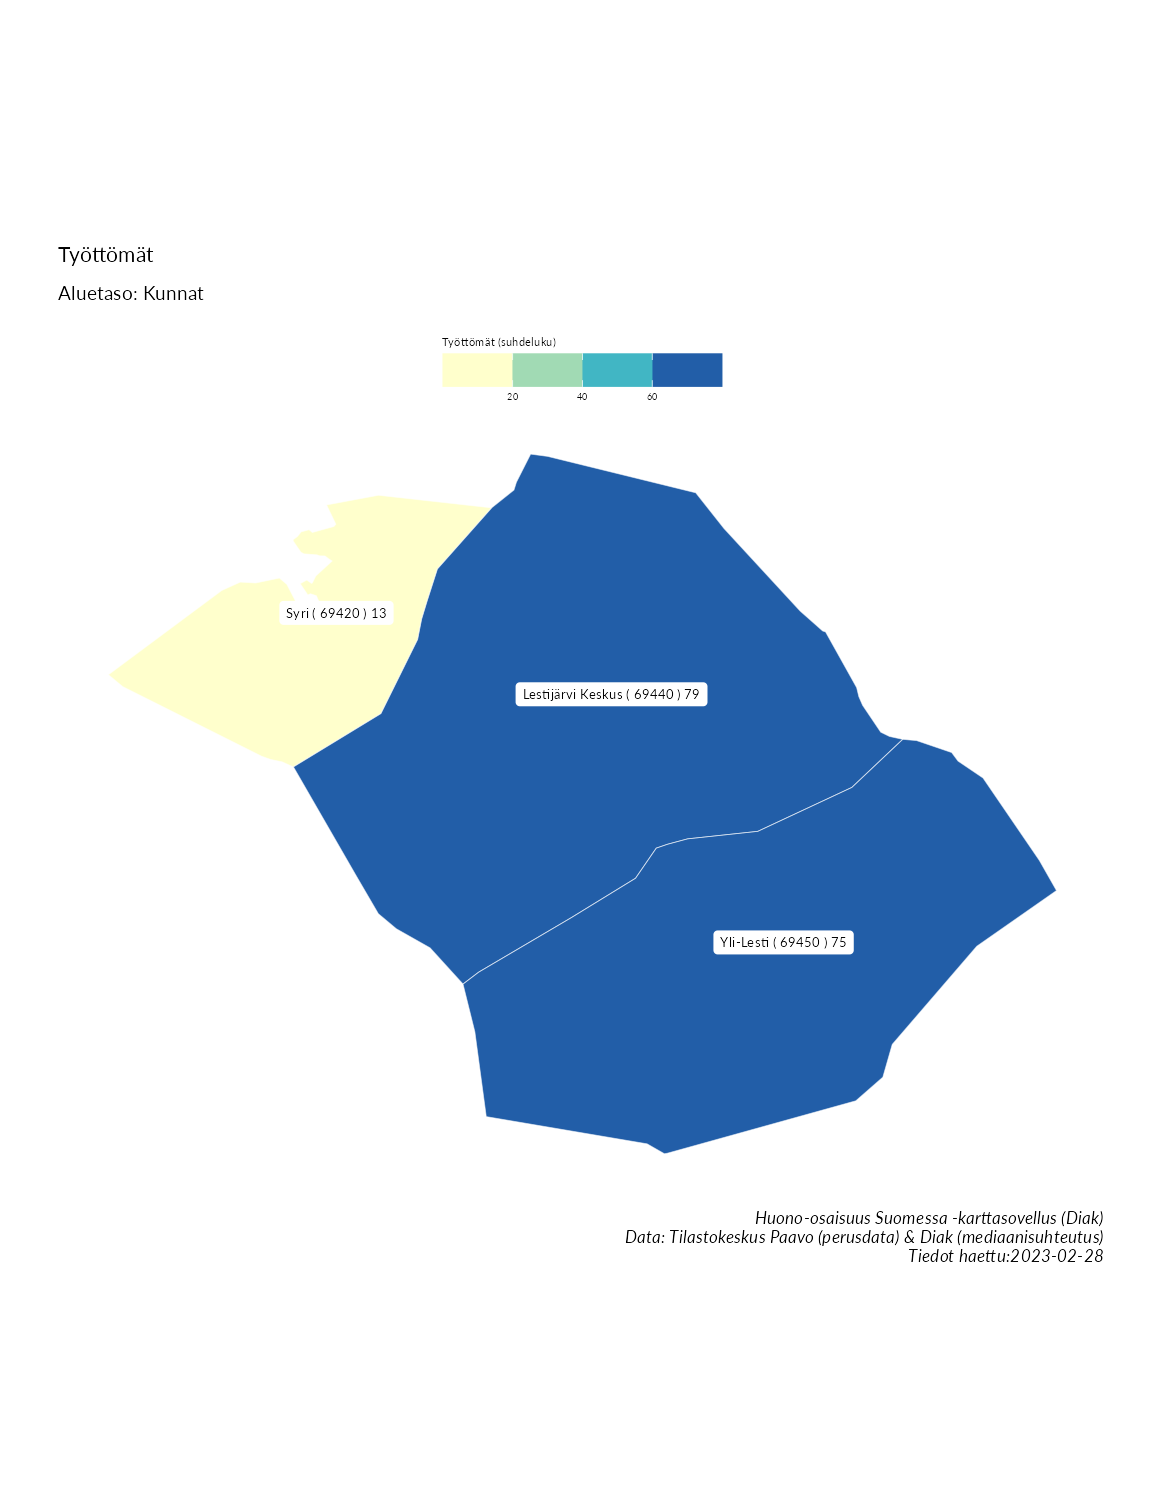 Työttömät
Aluetaso: Kunnat
Työttömät (suhdeluku)
20 40 60
Syri ( 69420 ) 13
Lestijärvi Keskus ( 69440 ) 79
Yli-Lesti ( 69450 ) 75
Huono-osaisuus Suomessa -karttasovellus (Diak)
Data: Tilastokeskus Paavo (perusdata) & Diak (mediaanisuhteutus)
Tiedot haettu:2023-02-28